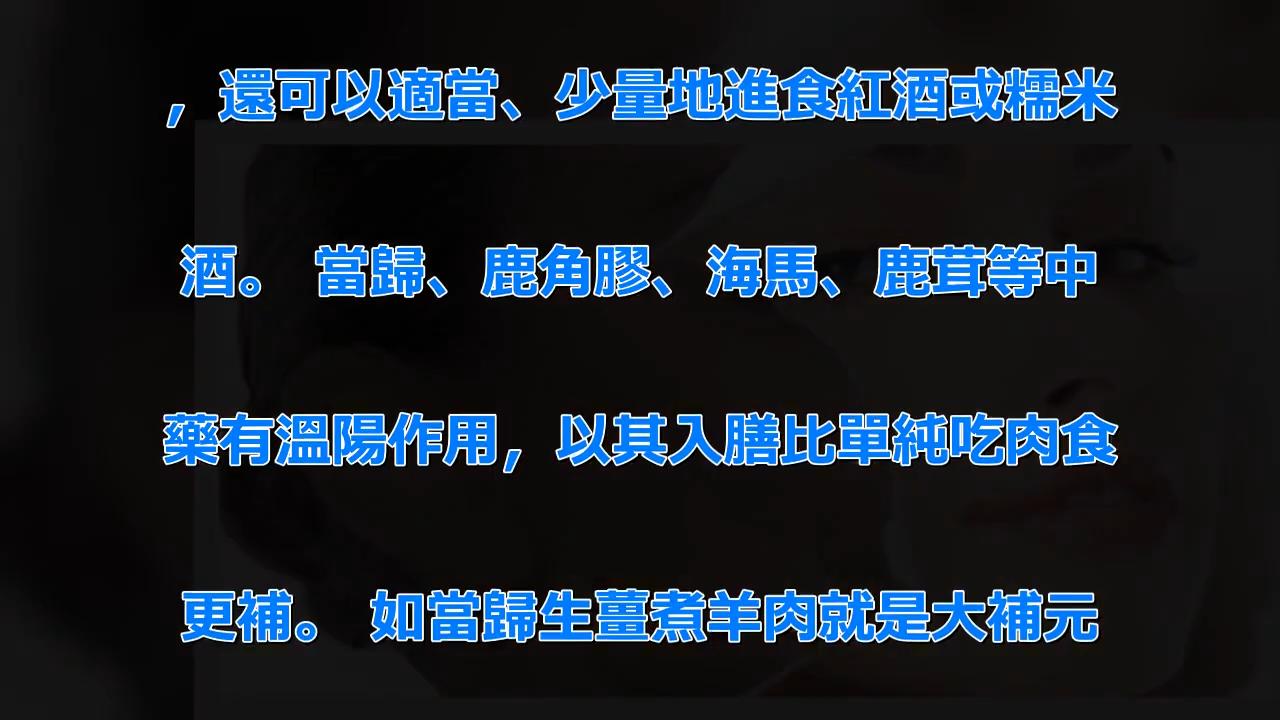 ，還可以適當、少量地進食紅酒或糯米
酒。 當歸、鹿角膠、海馬、鹿茸等中
藥有溫陽作用，以其入膳比單純吃肉食
更補。 如當歸生薑煮羊肉就是大補元